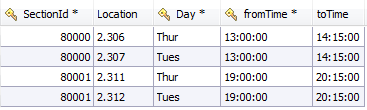 SectionId * Location Day * fromTime * toTime
80000 2.306 Thur 13:00:00 14:15:00
80000 2.307 Tues 13:00:00 14:15:00
80001 2.311 Thur 19:00:00 20:15:00
80001 2.312 Tues 19:00:00 20:15:00